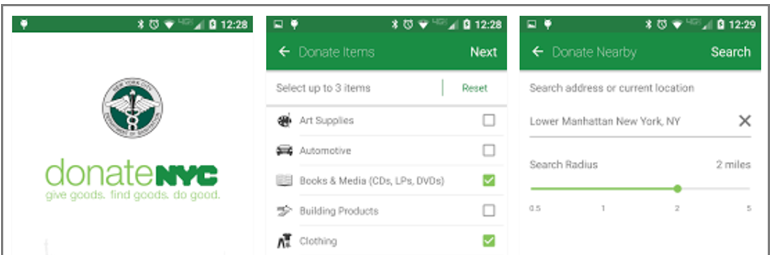 12:28
NEW YORK CITY
DEPARTMENT OF SANITATION
donateNYC
give goods. find goods. do good.
12:28
Donate Items
Next
Select up to 3 items
Reset
Art Supplies
Automotive
Books & Media (CDs, LPs, DVDs)
Building Products
Clothing
12:29
Donate Nearby
Search
Search address or current location
Lower Manhattan New York, NY
Search Radius
2 miles
0.5 1 2 5